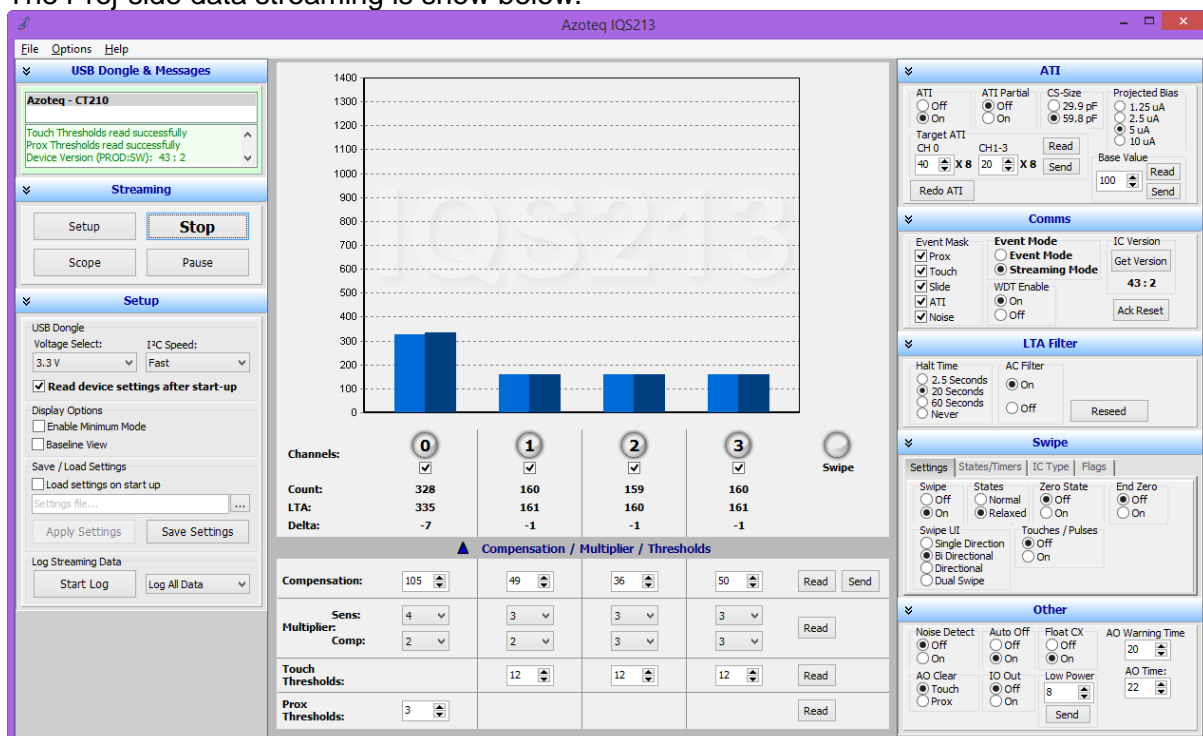 The Proj-side data streaming is show below.
Azoteq IQS213
File Options Help
USB Dongle & Messages
Azoteq - CT210
Touch Thresholds read successfully
Prox Thresholds read successfully
Device Version (PROD:SW): 43 : 2
Streaming
Setup Stop
Scope Pause
Setup
USB Dongle
Voltage Select: I²C Speed:
3.3 V Fast
Read device settings after start-up
Display Options
Enable Minimum Mode
Baseline View
Save / Load Settings
Load settings on start up
Settings file... ...
Apply Settings Save Settings
Log Streaming Data
Start Log Log All Data
IQS213
1400
1300
1200
1100
1000
900
800
700
600
500
400
300
200
100
0
Channels: 0 1 2 3 Swipe
Count: 328 160 159 160
LTA: 335 161 160 161
Delta: -7 -1 -1 -1
Compensation / Multiplier / Thresholds
Compensation: 105 49 36 50 Read Send
Multiplier: Sens: 4 3 3 3 Read
Comp: 2 2 3 3
Touch Thresholds: 12 12 12 Read
Prox Thresholds: 3 Read
ATI
ATI ATI Partial CS-Size Projected Bias
Off Off 29.9 pF 1.25 uA
On On 59.8 pF 2.5 uA
5 uA
10 uA
Target ATI
CH 0 CH1-3 Read
40 X 8 20 X 8 Send
Base Value
100 Read
Send
Redo ATI
Comms
Event Mask Event Mode IC Version
Prox Event Mode Get Version
Touch Streaming Mode 43 : 2
Slide WDT Enable
ATI On Ack Reset
Noise Off
LTA Filter
Halt Time AC Filter
2.5 Seconds On
20 Seconds
60 Seconds Off Reseed
Never
Swipe
Settings States/Timers IC Type Flags
Swipe States Zero State End Zero
Off Normal Off Off
On Relaxed On On
Swipe UI Touches / Pulses
Single Direction Off
Bi Directional On
Directional
Dual Swipe
Other
Noise Detect Auto Off Float CX AO Warning Time
Off Off Off 20
On On On
AO Clear IO Out Low Power AO Time:
Touch Off 8 22
Prox On Send